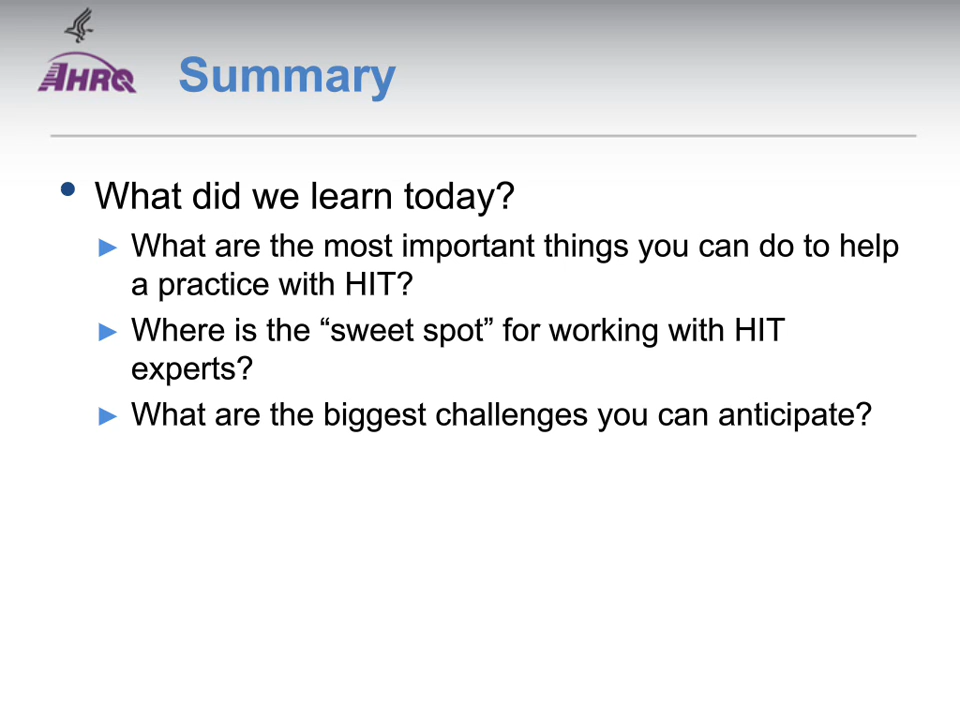 AHRQ
Summary
• What did we learn today?
► What are the most important things you can do to help
a practice with HIT?
► Where is the “sweet spot” for working with HIT
experts?
► What are the biggest challenges you can anticipate?